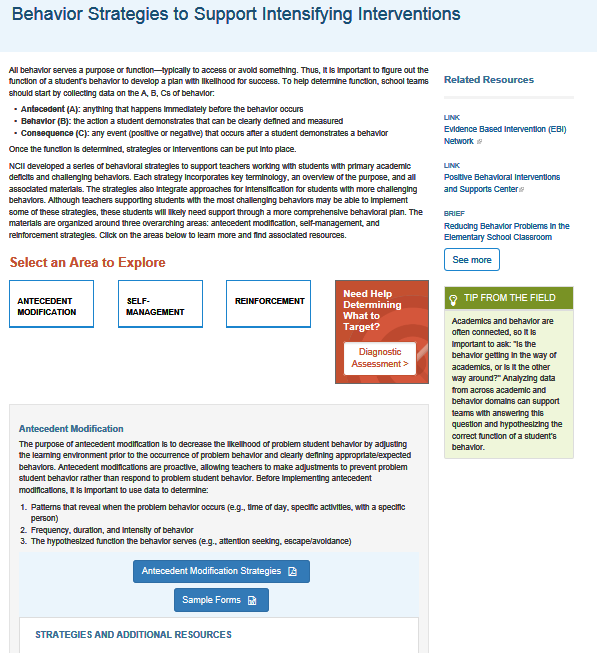 Behavior Strategies to Support Intensifying Interventions
All behavior serves a purpose or function—typically to access or avoid something. Thus, it is important to figure out the
function of a student's behavior to develop a plan with likelihood for success. To help determine function, school teams
should start by collecting data on the A, B, Cs of behavior:
• Antecedent (A): anything that happens immediately before the behavior occurs
• Behavior (B): the action a student demonstrates that can be clearly defined and measured
• Consequence (C): any event (positive or negative) that occurs after a student demonstrates a behavior
Once the function is determined, strategies or interventions can be put into place.
NCII developed a series of behavioral strategies to support teachers working with students with primary academic
deficits and challenging behaviors. Each strategy incorporates key terminology, an overview of the purpose, and all
associated materials. The strategies also integrate approaches for intensification for students with more challenging
behaviors. Although teachers supporting students with the most challenging behaviors may be able to implement
some of these strategies, these students will likely need support through a more comprehensive behavioral plan. The
materials are organized around three overarching areas: antecedent modification, self-management, and
reinforcement strategies. Click on the areas below to learn more and find associated resources.
Select an Area to Explore
ANTECEDENT
MODIFICATION
SELF-
MANAGEMENT
REINFORCEMENT
Need Help
Determining
What to
Target?
Diagnostic
Assessment >
Antecedent Modification
The purpose of antecedent modification is to decrease the likelihood of problem student behavior by adjusting
the learning environment prior to the occurrence of problem behavior and clearly defining appropriate/expected
behaviors. Antecedent modifications are proactive, allowing teachers to make adjustments to prevent problem
student behavior rather than respond to problem student behavior. Before implementing antecedent
modifications, it is important to use data to determine:
1. Patterns that reveal when the problem behavior occurs (e.g., time of day, specific activities, with a specific
person)
2. Frequency, duration, and intensity of behavior
3. The hypothesized function the behavior serves (e.g., attention seeking, escape/avoidance)
Antecedent Modification Strategies
Sample Forms
STRATEGIES AND ADDITIONAL RESOURCES
Related Resources
LINK
Evidence Based Intervention (EBI)
Network
LINK
Positive Behavioral Interventions
and Supports Center
BRIEF
Reducing Behavior Problems in the
Elementary School Classroom
See more
TIP FROM THE FIELD
Academics and behavior are
often connected, so it is
important to ask: "Is the
behavior getting in the way of
academics, or is it the other
way around?" Analyzing data
from across academic and
behavior domains can support
teams with answering this
question and hypothesizing the
correct function of a student's
behavior.